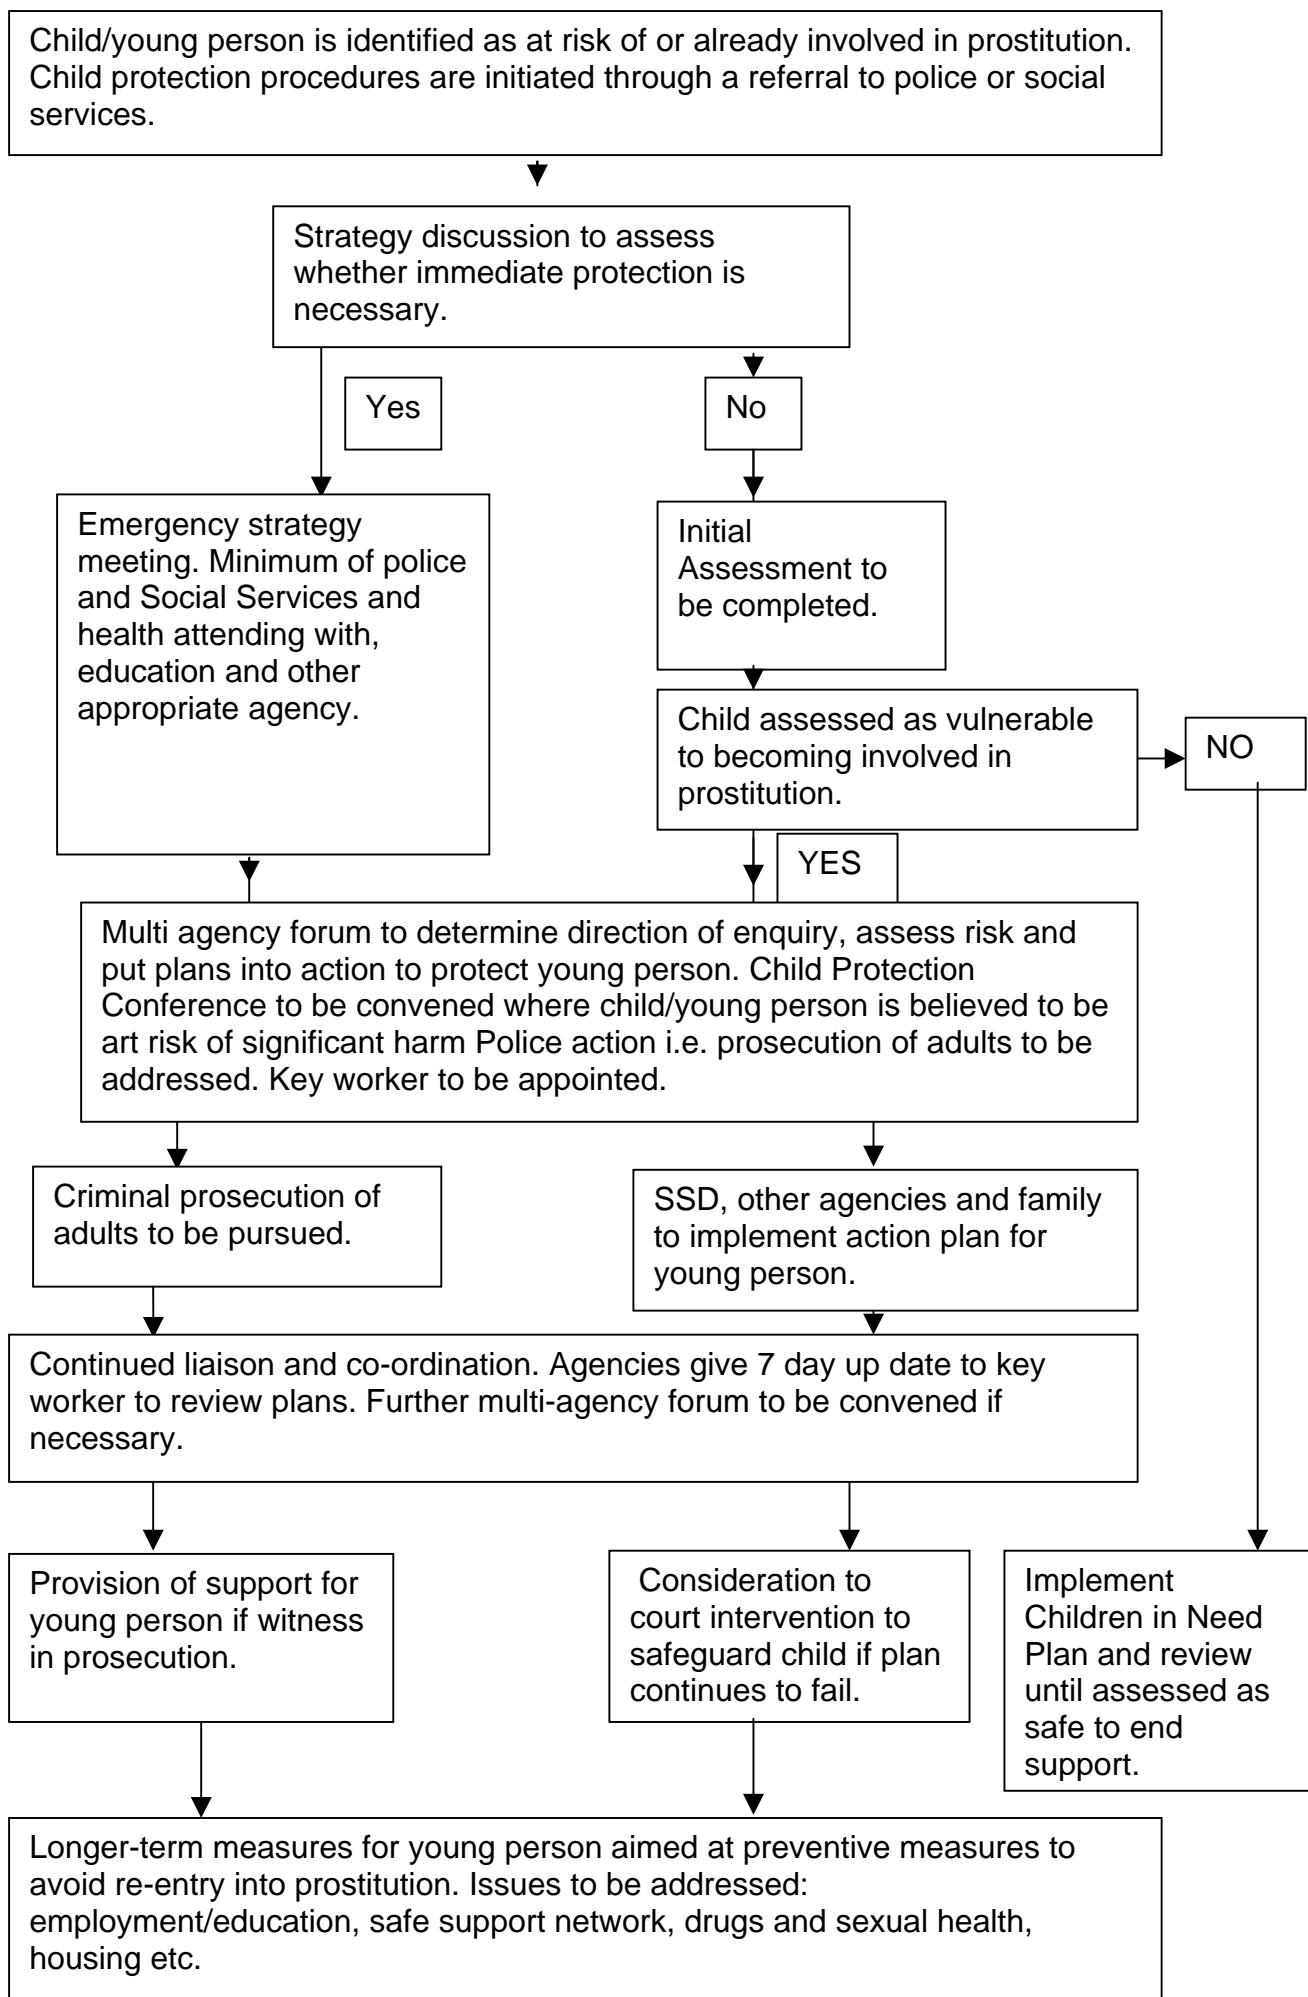 Child/young person is identified as at risk of or already involved in prostitution.
Child protection procedures are initiated through a referral to police or social
services.
Strategy discussion to assess
whether immediate protection is
necessary.
Yes
No
Emergency strategy
meeting. Minimum of police
and Social Services and
health attending with,
education and other
appropriate agency.
Initial
Assessment to
be completed.
Child assessed as vulnerable
to becoming involved in
prostitution.
NO
YES
Multi agency forum to determine direction of enquiry, assess risk and
put plans into action to protect young person. Child Protection
Conference to be convened where child/young person is believed to be
art risk of significant harm Police action i.e. prosecution of adults to be
addressed. Key worker to be appointed.
Criminal prosecution of
adults to be pursued.
SSD, other agencies and family
to implement action plan for
young person.
Continued liaison and co-ordination. Agencies give 7 day up date to key
worker to review plans. Further multi-agency forum to be convened if
necessary.
Provision of support for
young person if witness
in prosecution.
Consideration to
court intervention to
safeguard child if plan
continues to fail.
Implement
Children in Need
Plan and review
until assessed as
safe to end
support.
Longer-term measures for young person aimed at preventive measures to
avoid re-entry into prostitution. Issues to be addressed:
employment/education, safe support network, drugs and sexual health,
housing etc.